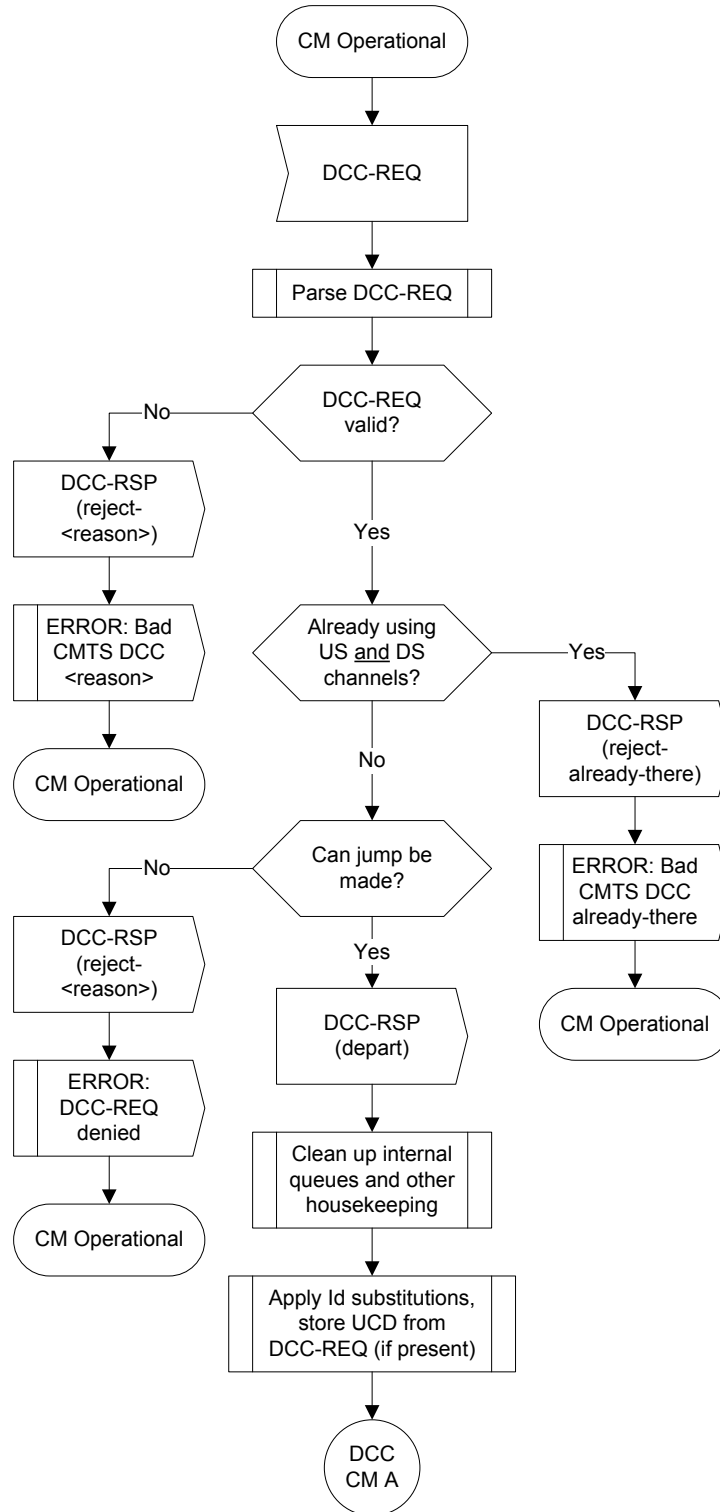 CM Operational
DCC-REQ
Parse DCC-REQ
DCC-REQ
valid?
No
DCC-RSP
(reject-
<reason>)
Yes
ERROR: Bad
CMTS DCC
<reason>
Already using
US and DS
channels?
Yes
CM Operational
DCC-RSP
(reject-
already-there)
No
Can jump be
made?
No
ERROR: Bad
CMTS DCC
already-there
DCC-RSP
(reject-
<reason>)
Yes
CM Operational
DCC-RSP
(depart)
ERROR:
DCC-REQ
denied
Clean up internal
queues and other
housekeeping
CM Operational
Apply Id substitutions,
store UCD from
DCC-REQ (if present)
DCC
CM A